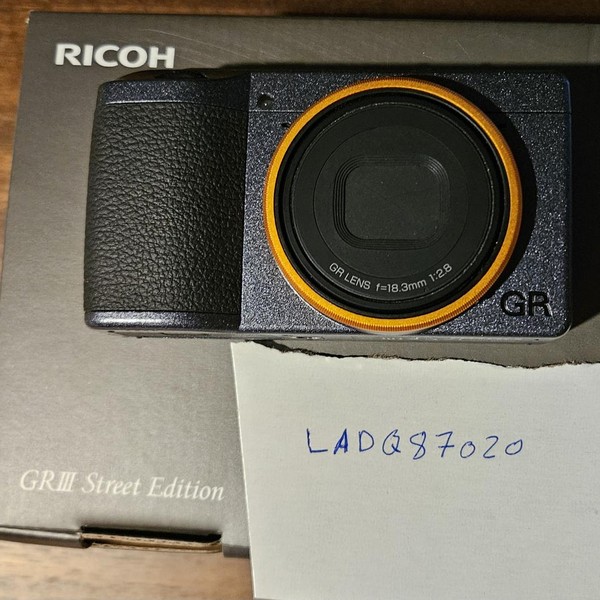 RICOH
GR LENS f=18.3mm 1:2.8
GR
LADQ87020
GRIII Street Edition